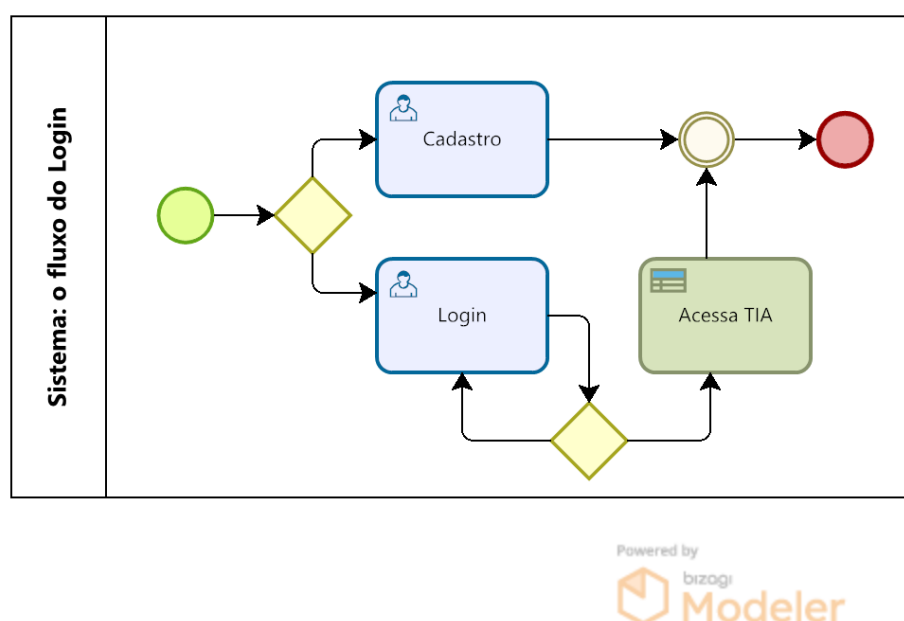 Sistema: o fluxo do Login
Cadastro
Login
Acessa TIA
Powered by
bizagi
Modeler